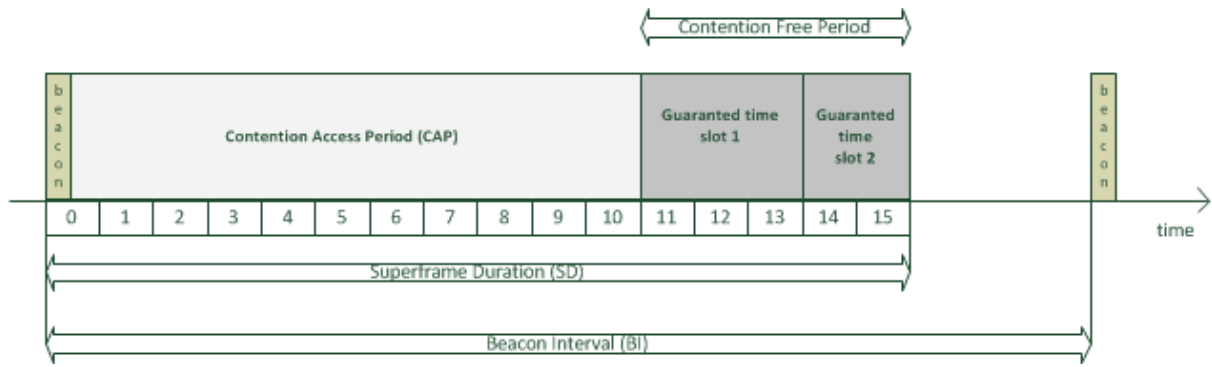 Contention Free Period
beacon
Contention Access Period (CAP)
Guaranted time
slot 1
Guaranted
time
slot 2
beacon
0 1 2 3 4 5 6 7 8 9 10 11 12 13 14 15
time
Superframe Duration (SD)
Beacon Interval (BI)